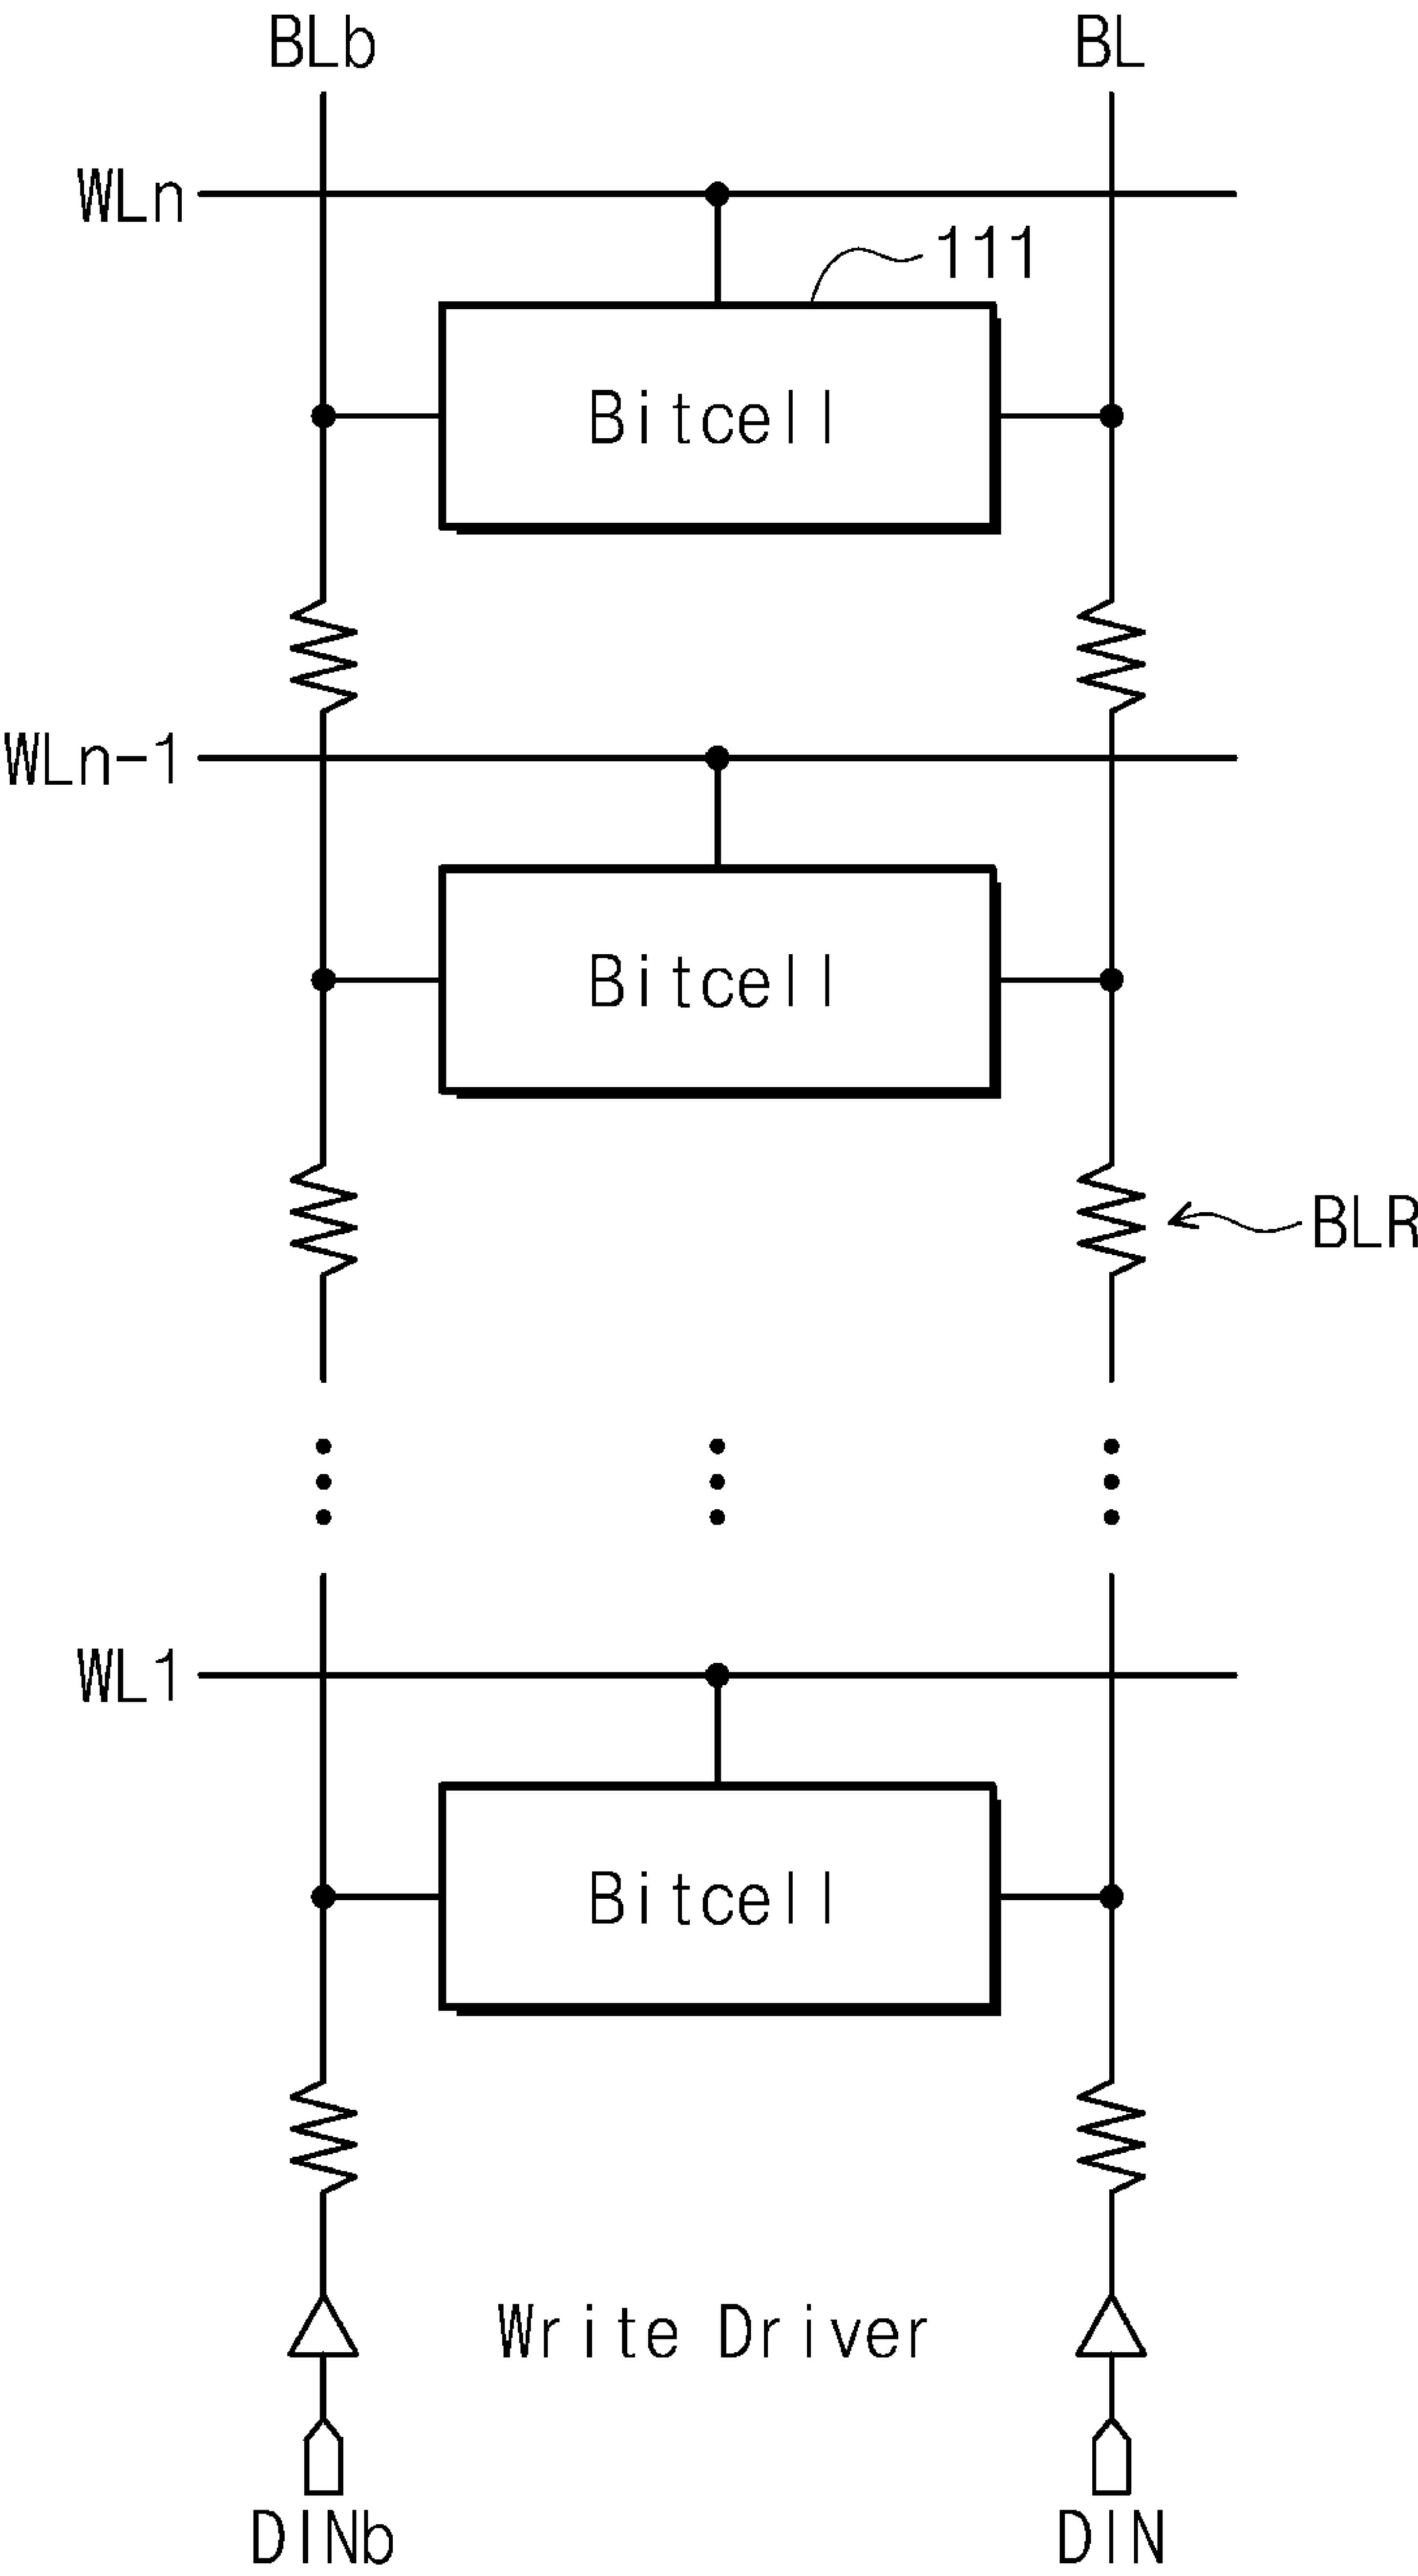 BLb BL
WLn
111
Bitcell
WLn-1
Bitcell
BLR
WL1
Bitcell
Write Driver
DINb DIN